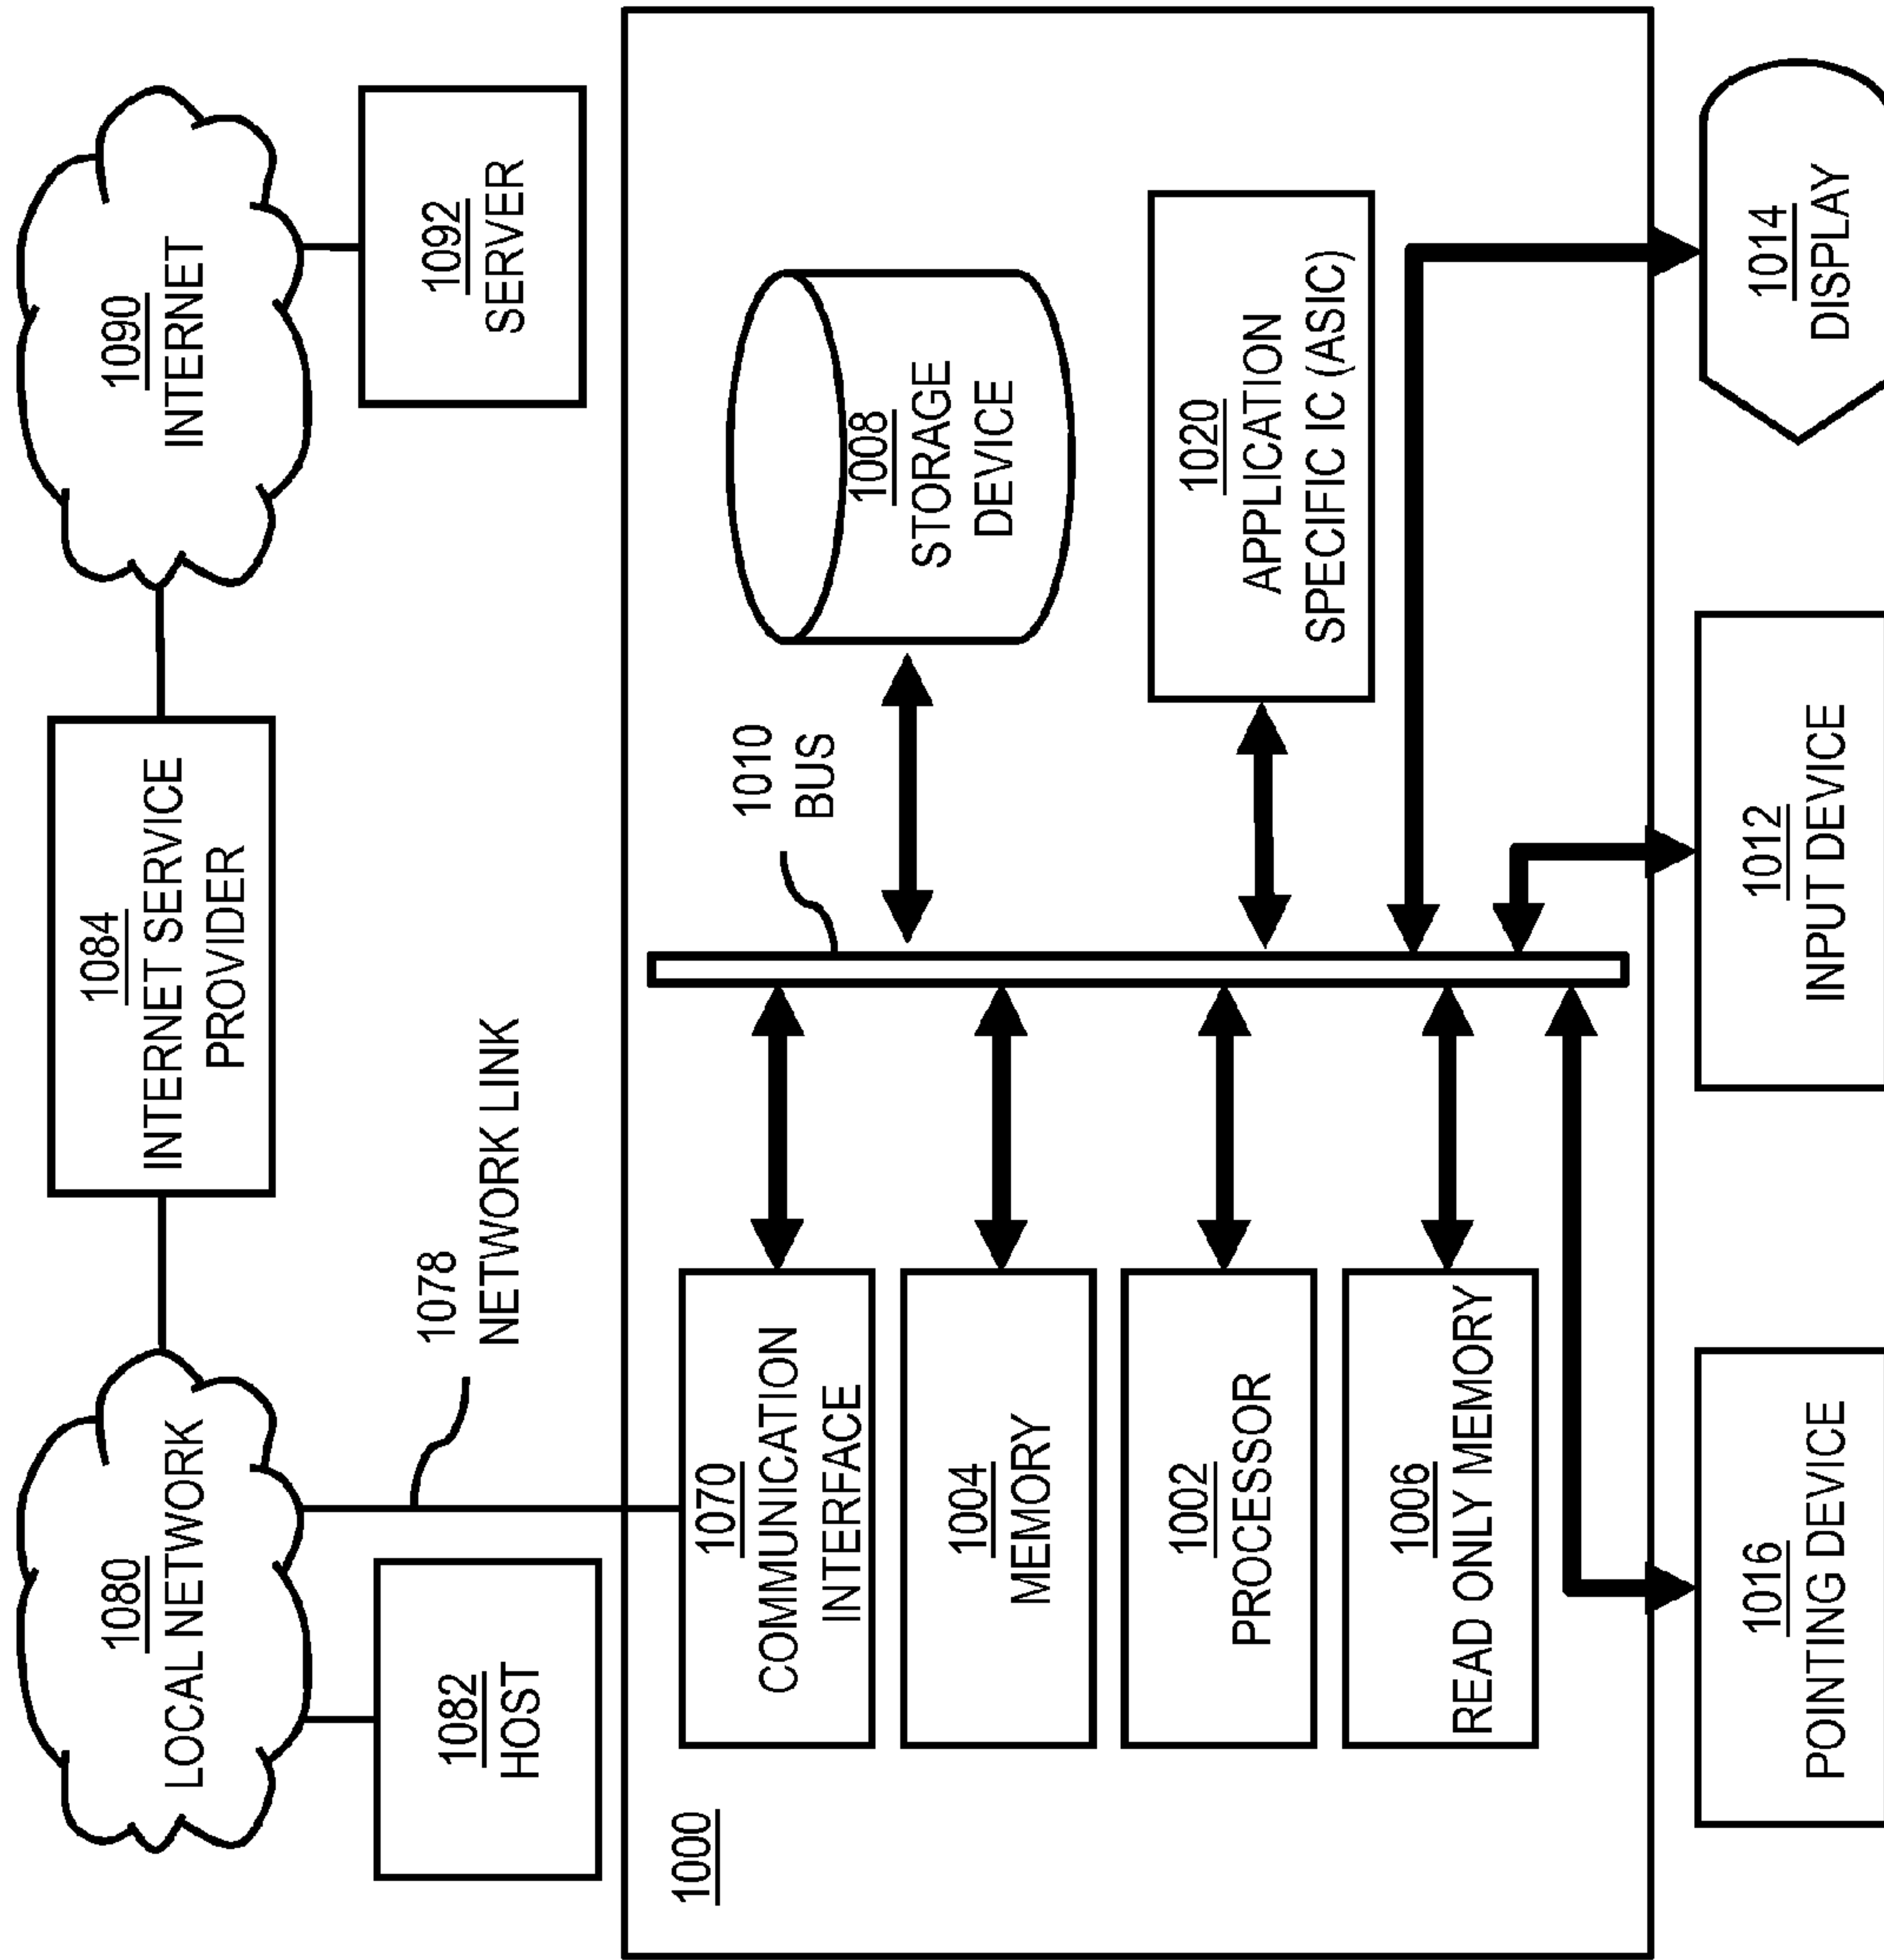 1080
LOCAL NETWORK
1084
INTERNET SERVICE
PROVIDER
1090
INTERNET
1082
HOST
1078
NETWORK LINK
1092
SERVER
1000
1070
COMMUNICATION
INTERFACE
1010
BUS
1008
STORAGE
DEVICE
1004
MEMORY
1002
PROCESSOR
1020
APPLICATION
SPECIFIC IC (ASIC)
1006
READ ONLY MEMORY
1016
POINTING DEVICE
1012
INPUT DEVICE
1014
DISPLAY